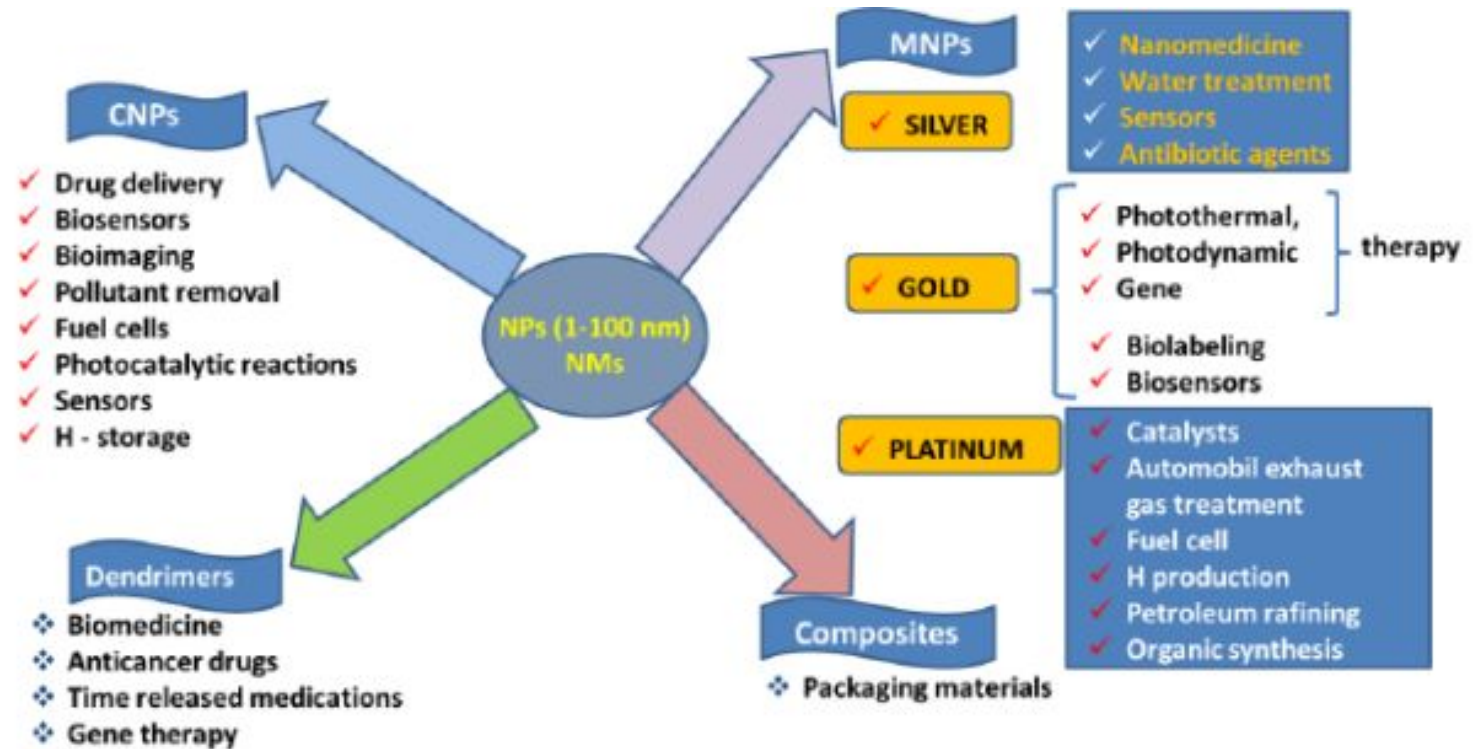 CNPs
Drug delivery
Biosensors
Bioimaging
Pollutant removal
Fuel cells
Photocatalytic reactions
Sensors
H - storage
NPs (1-100 nm)
NMs
MNPs
SILVER
Nanomedicine
Water treatment
Sensors
Antibiotic agents
GOLD
Photothermal,
Photodynamic
Gene
therapy
Biolabeling
Biosensors
PLATINUM
Catalysts
Automobil exhaust
gas treatment
Fuel cell
H production
Petroleum rafining
Organic synthesis
Dendrimers
Biomedicine
Anticancer drugs
Time released medications
Gene therapy
Composites
Packaging materials